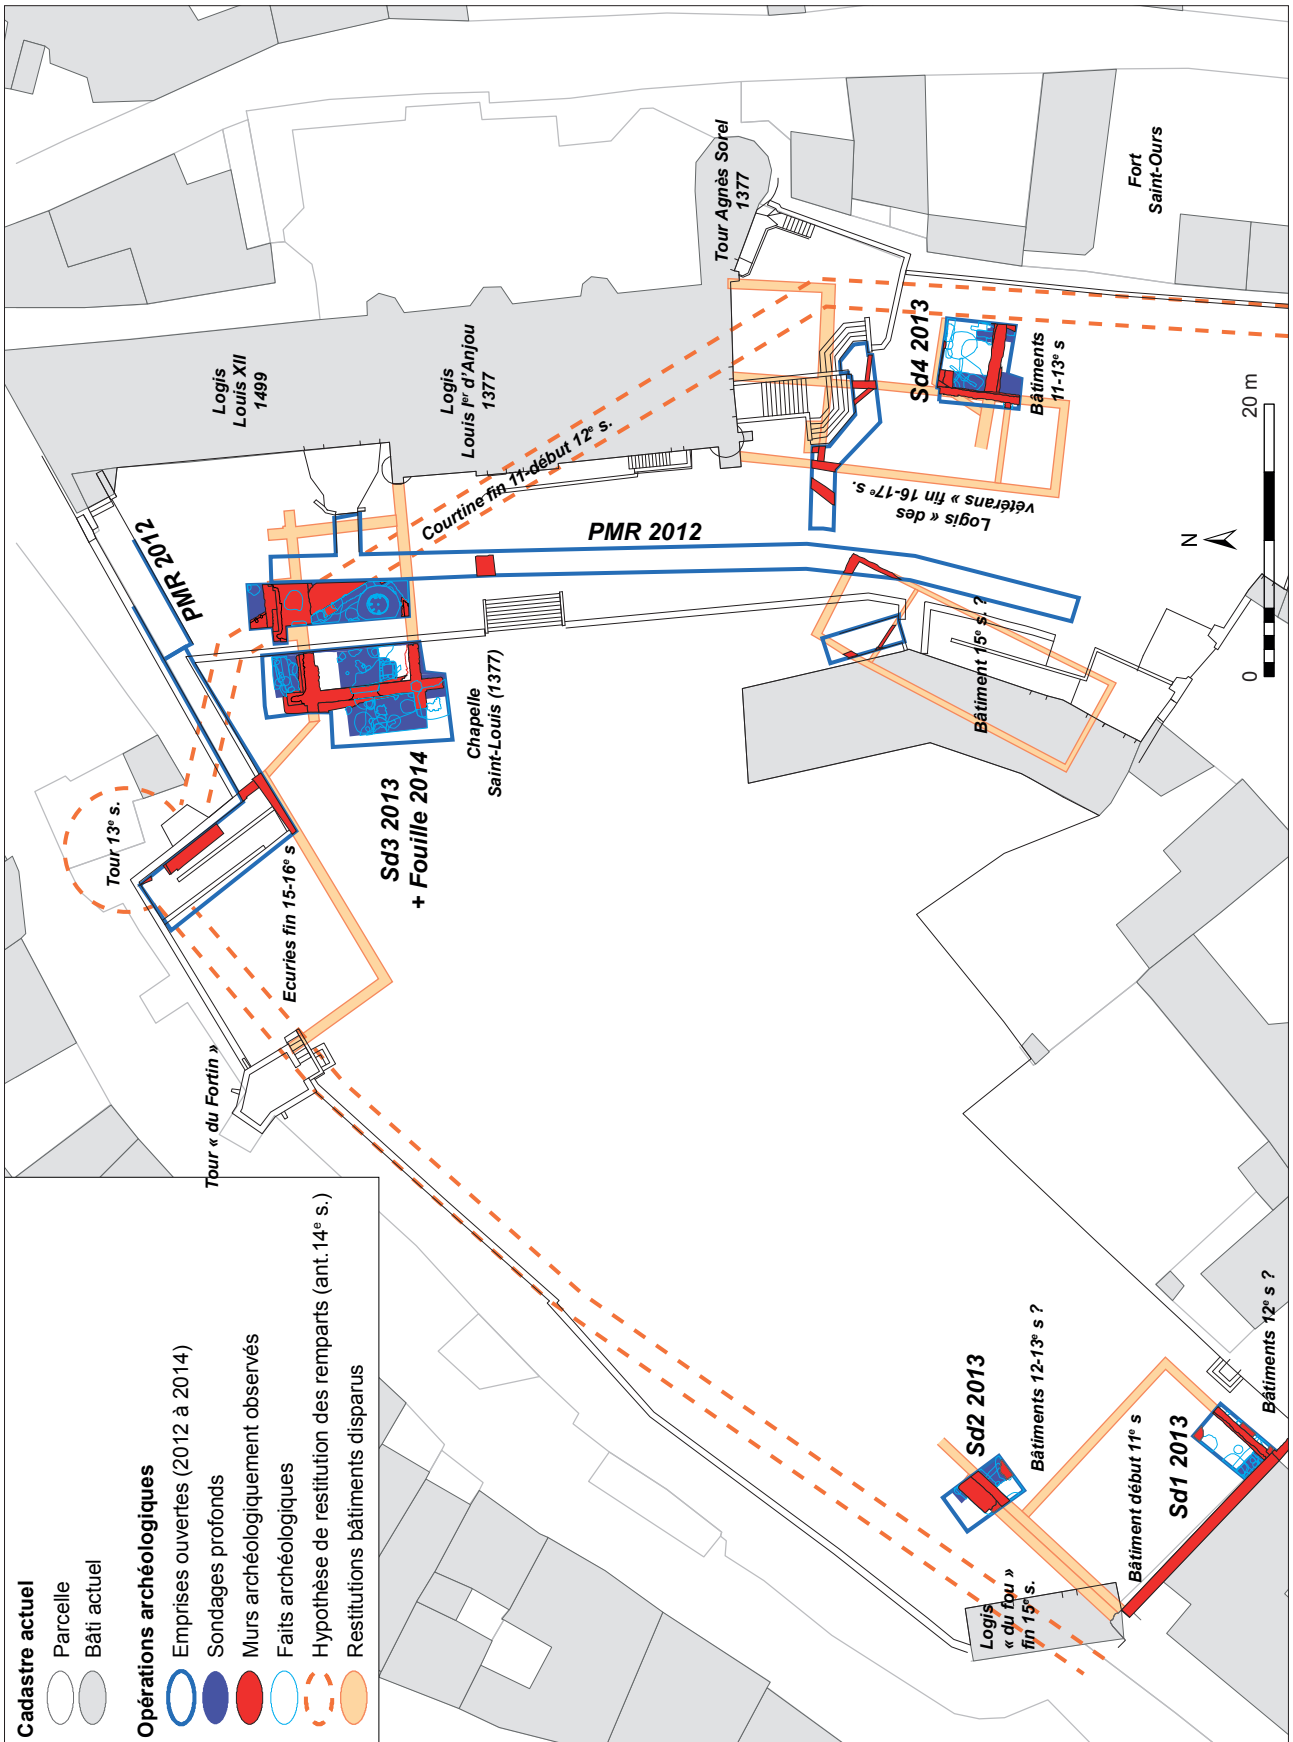 Cadastre actuel
Parcelle
Bâti actuel
Opérations archéologiques
Emprises ouvertes (2012 à 2014)
Sondages profonds
Murs archéologiquement observés
Faits archéologiques
Hypothèse de restitution des remparts (ant.14e s.)
Restitutions bâtiments disparus
Tour « du Fortin »
Tour 13e s.
Ecuries fin 15-16e s
PMR 2012
Logis
Louis XII
1499
Logis
Louis Ier d'Anjou
1377
Tour Agnès Sorel
1377
Fort
Saint-Ours
Courtine fin 11-début 12e s.
Sd3 2013
+ Fouille 2014
Chapelle
Saint-Louis (1377)
PMR 2012
Logis « des
vétérans » fin 16-17e s.
Sd4 2013
Bâtiments
11-13e s
Bâtiment 15e s. ?
N
0
20 m
Sd2 2013
Bâtiments 12-13e s ?
Logis
« du fou »
fin 15e s.
Bâtiment début 11e s
Sd1 2013
Bâtiments 12e s ?